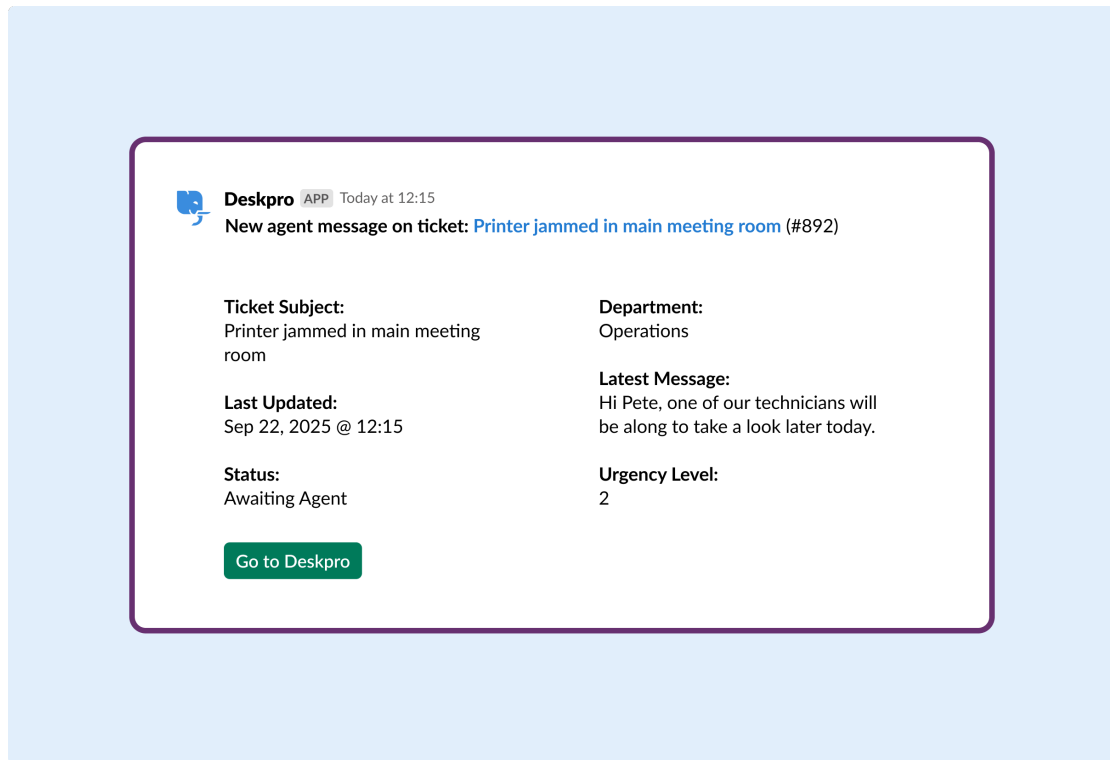 Deskpro APP Today at 12:15
New agent message on ticket: Printer jammed in main meeting room (#892)
Ticket Subject:
Printer jammed in main meeting
room
Last Updated:
Sep 22, 2025 @ 12:15
Status:
Awaiting Agent
Department:
Operations
Latest Message:
Hi Pete, one of our technicians will
be along to take a look later today.
Urgency Level:
2
Go to Deskpro